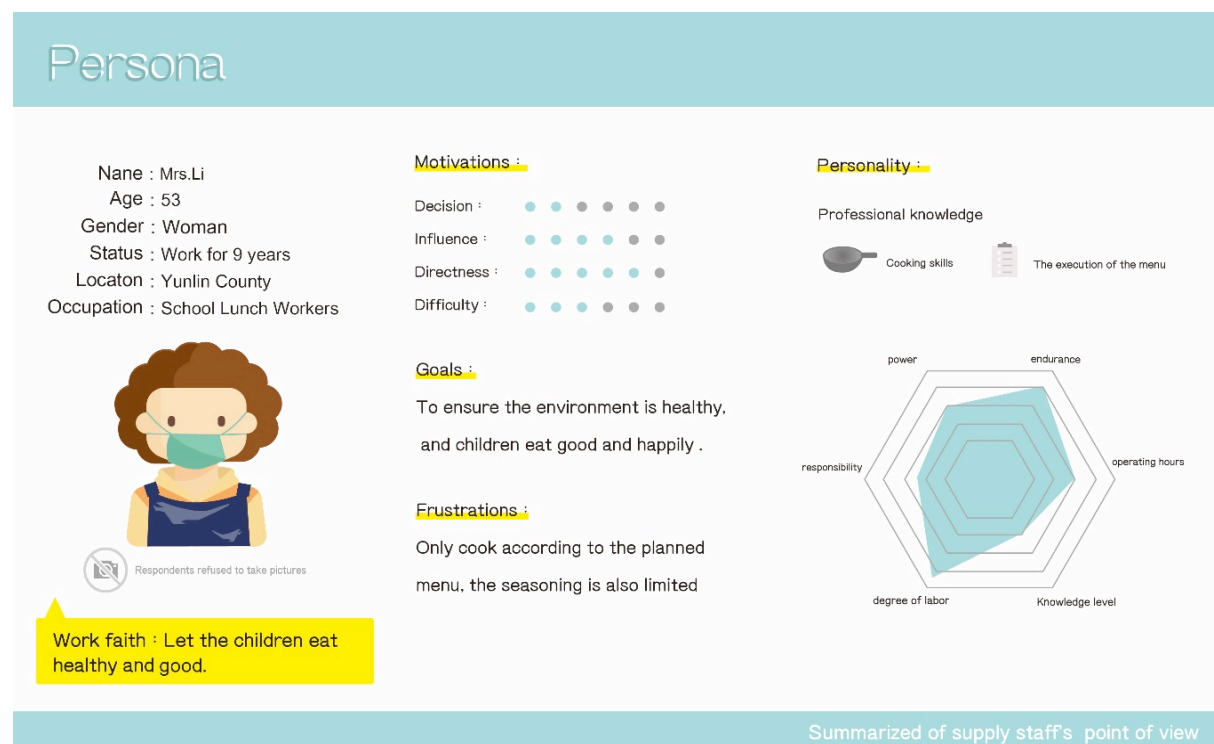 Persona
Nane : Mrs.Li
Age : 53
Gender : Woman
Status : Work for 9 years
Locaton : Yunlin County
Occupation : School Lunch Workers
Respondents refused to take pictures
Work faith : Let the children eat
healthy and good.
Motivations :
Decision :
Influence :
Directness :
Difficulty :
Goals :
To ensure the environment is healthy,
and children eat good and happily .
Frustrations :
Only cook according to the planned
menu, the seasoning is also limited
Personality :
Professional knowledge
Cooking skills
The execution of the menu
power
endurance
responsibility
operating hours
degree of labor
Knowledge level
Summarized of supply staff's point of view